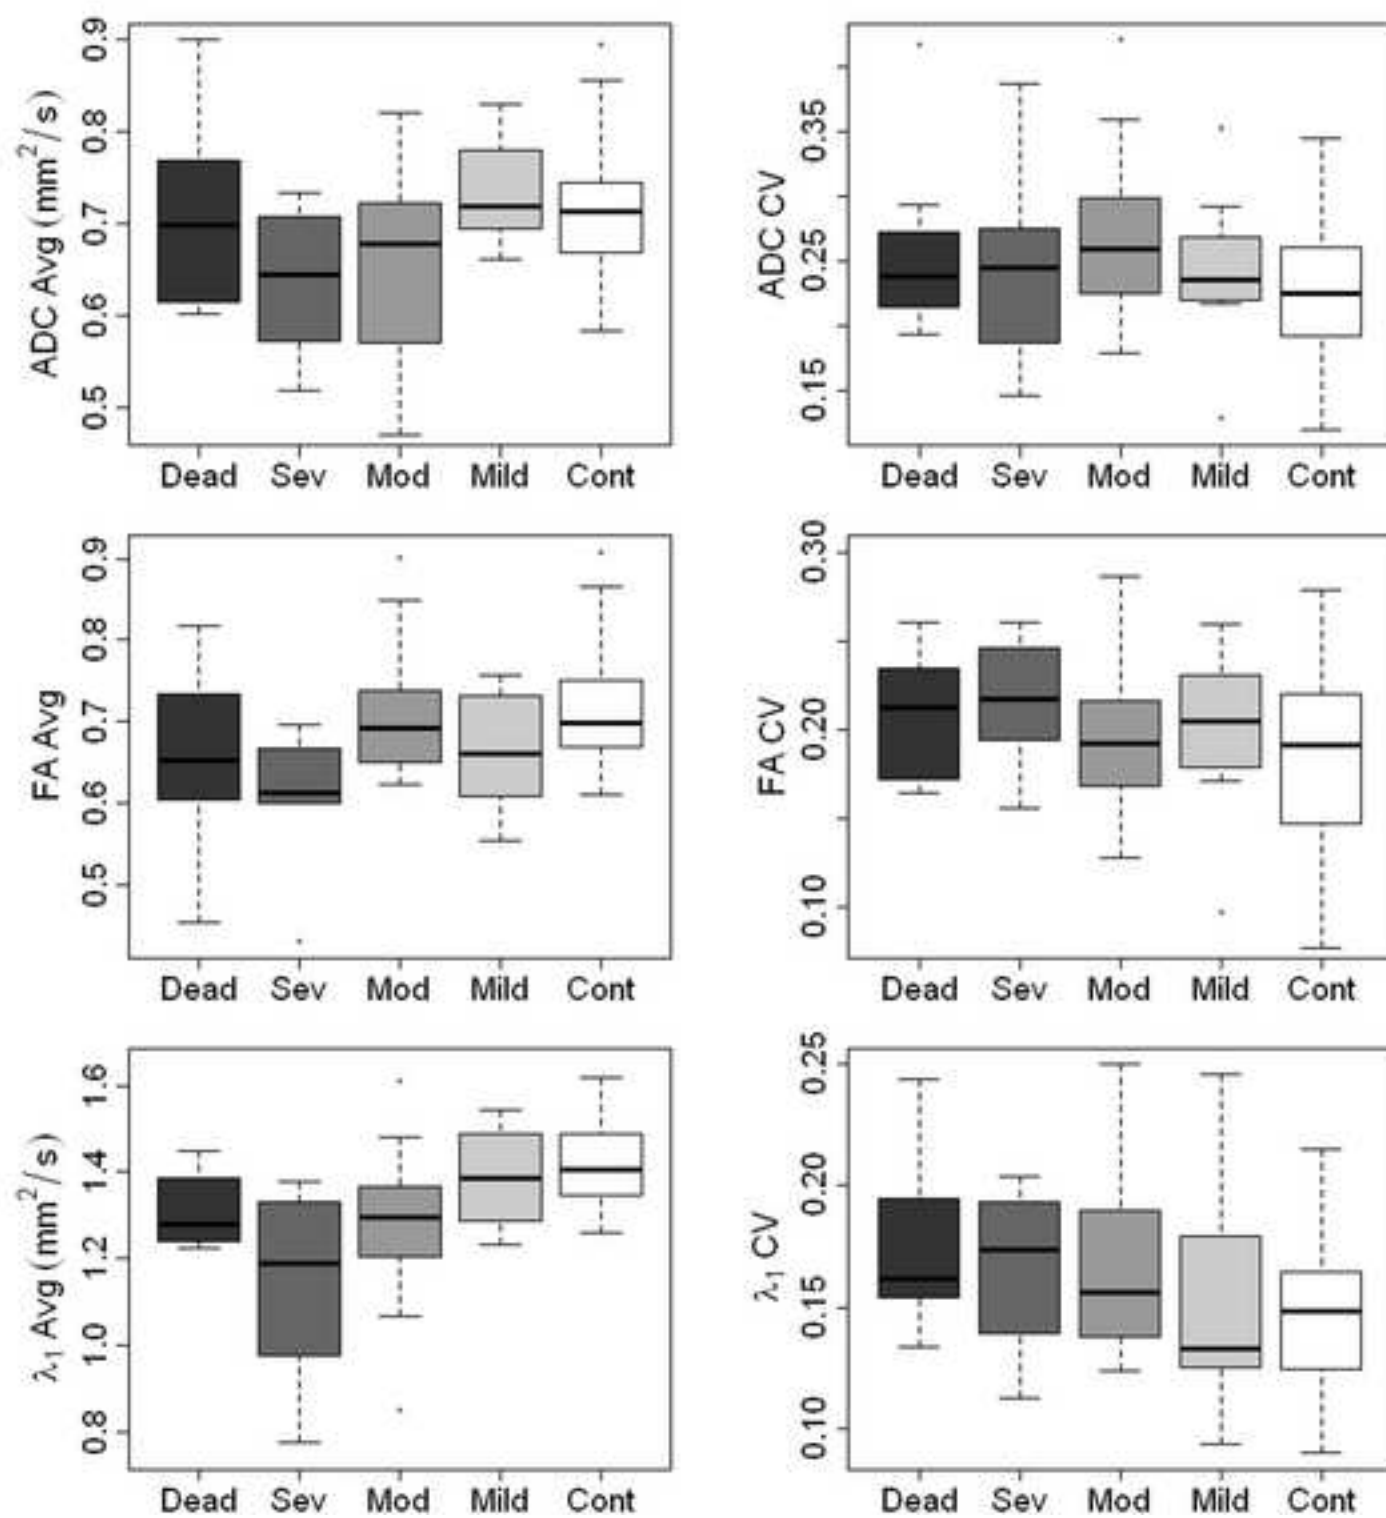 ADC Avg (mm²/s)
0.9
0.8
0.7
0.6
0.5
Dead Sev Mod Mild Cont
ADC CV
0.35
0.25
0.15
Dead Sev Mod Mild Cont
FA Avg
0.9
0.8
0.7
0.6
0.5
Dead Sev Mod Mild Cont
FA CV
0.30
0.20
0.10
Dead Sev Mod Mild Cont
λ₁ Avg (mm²/s)
1.6
1.4
1.2
1.0
0.8
Dead Sev Mod Mild Cont
λ₁ CV
0.25
0.20
0.15
0.10
Dead Sev Mod Mild Cont